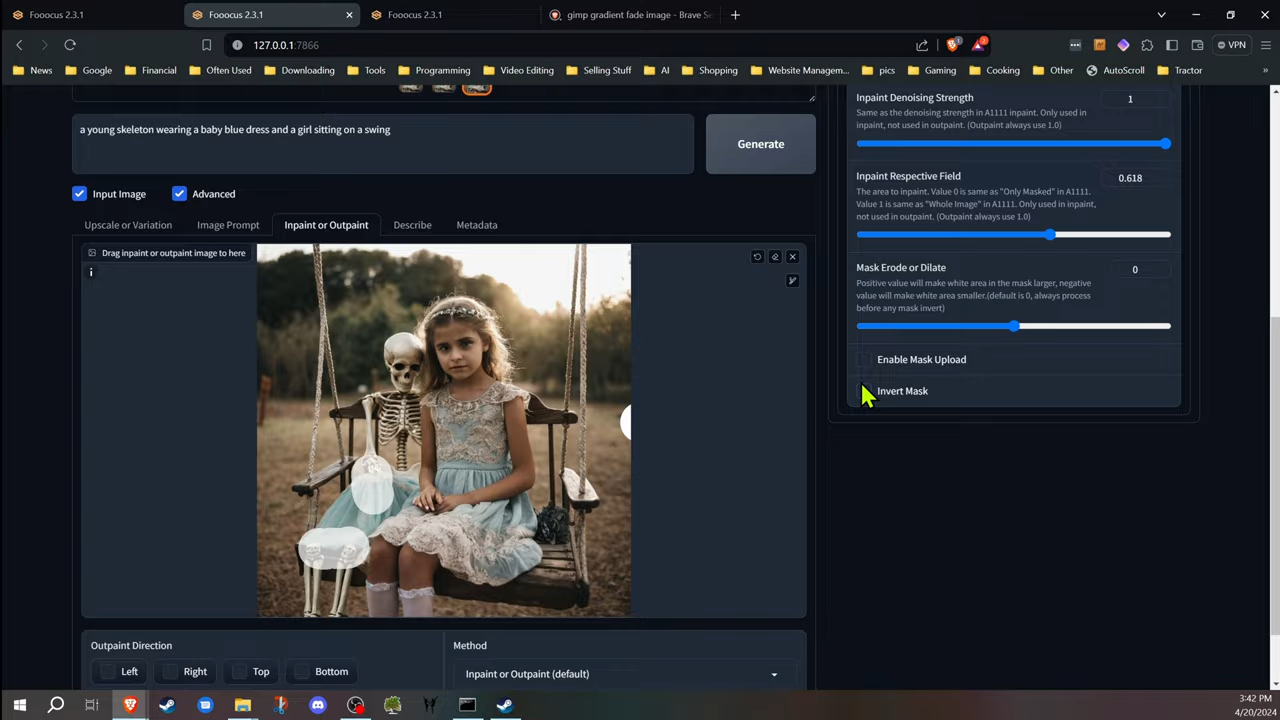 Fooocus 2.3.1
Fooocus 2.3.1
Fooocus 2.3.1
gimp gradient fade image - Brave Se
127.0.0.1:7866
VPN
News
Google
Financial
Often Used
Downloading
Tools
Programming
Video Editing
Selling Stuff
AI
Shopping
Website Managem...
pics
Gaming
Cooking
Other
AutoScroll
Tractor
a young skeleton wearing a baby blue dress and a girl sitting on a swing
Generate
Input Image
Advanced
Upscale or Variation
Image Prompt
Inpaint or Outpaint
Describe
Metadata
Drag inpaint or outpaint image to here
Outpaint Direction
Left
Right
Top
Bottom
Method
Inpaint or Outpaint (default)
Inpaint Denoising Strength
1
Same as the denoising strength in A1111 inpaint. Only used in
inpaint, not used in outpaint. (Outpaint always use 1.0)
Inpaint Respective Field
0.618
The area to inpaint. Value 0 is same as "Only Masked" in A1111.
Value 1 is same as "Whole Image" in A1111. Only used in inpaint,
not used in outpaint. (Outpaint always use 1.0)
Mask Erode or Dilate
0
Positive value will make white area in the mask larger, negative
value will make white area smaller.(default is 0, always process
before any mask invert)
Enable Mask Upload
Invert Mask
3:42 PM
4/20/2024